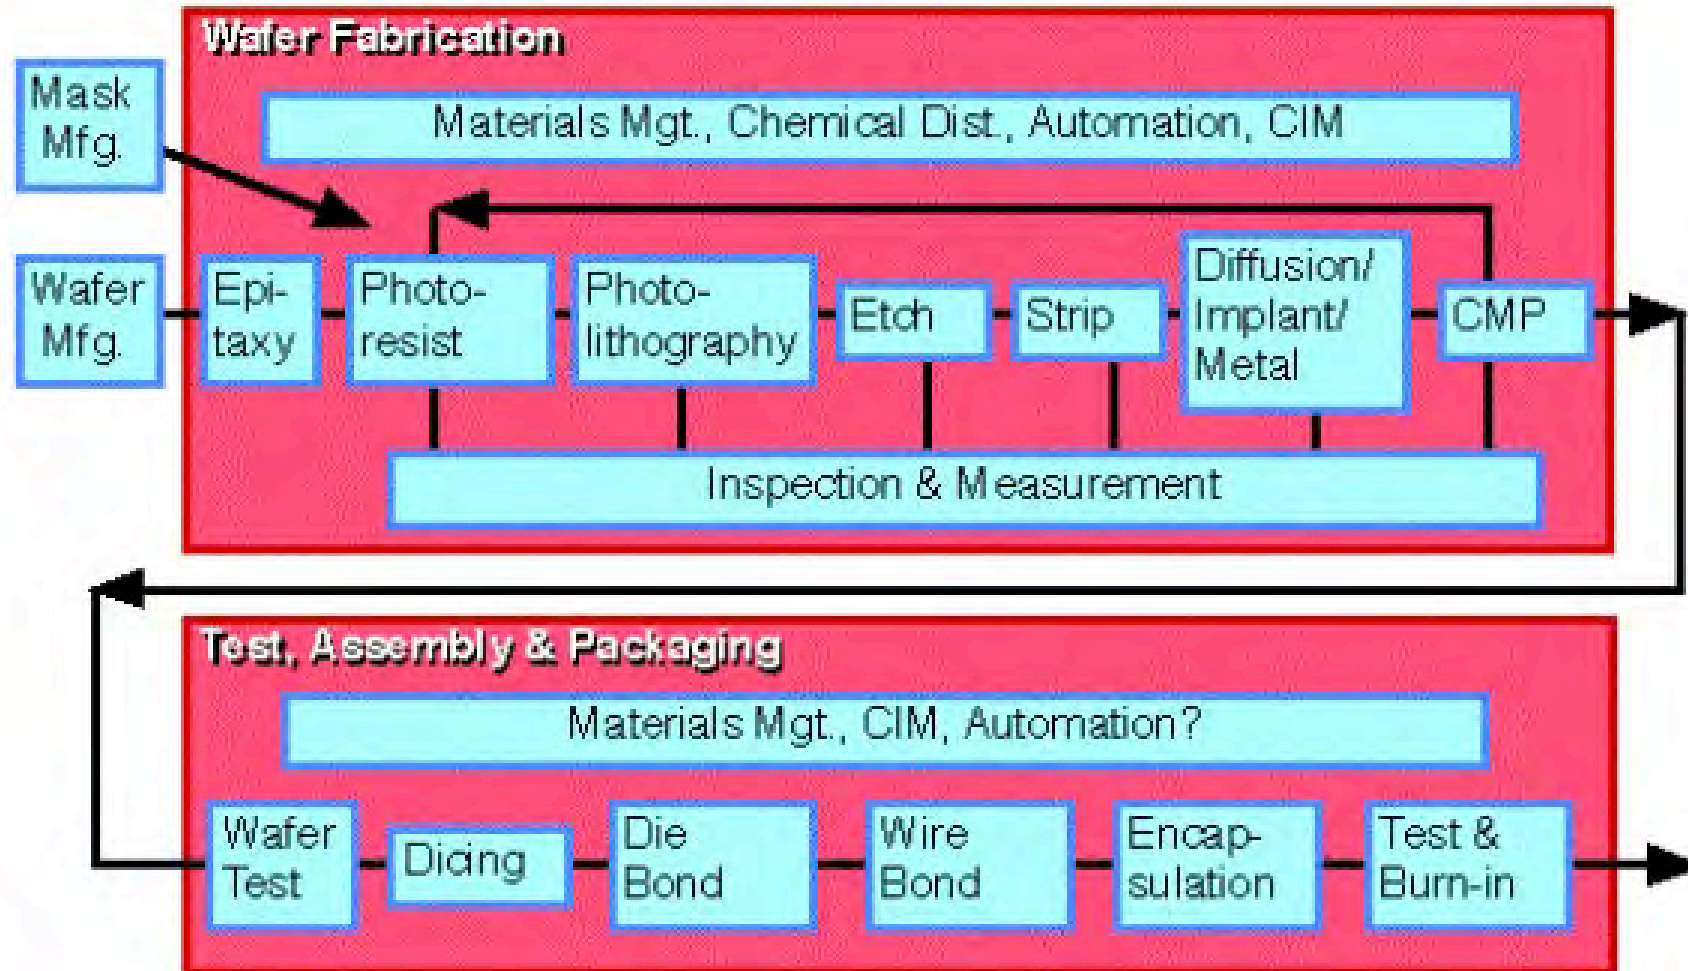 Wafer Fabrication
Mask
Mfg.
Materials Mgt., Chemical Dist., Automation, CIM
Wafer
Mfg.
Epi-
taxy
Photo-
resist
Photo-
lithography
Etch
Strip
Diffusion/
Implant/
Metal
CMP
Inspection & Measurement
Test, Assembly & Packaging
Materials Mgt., CIM, Automation?
Wafer
Test
Dicing
Die
Bond
Wire
Bond
Encap-
sulation
Test &
Burn-in